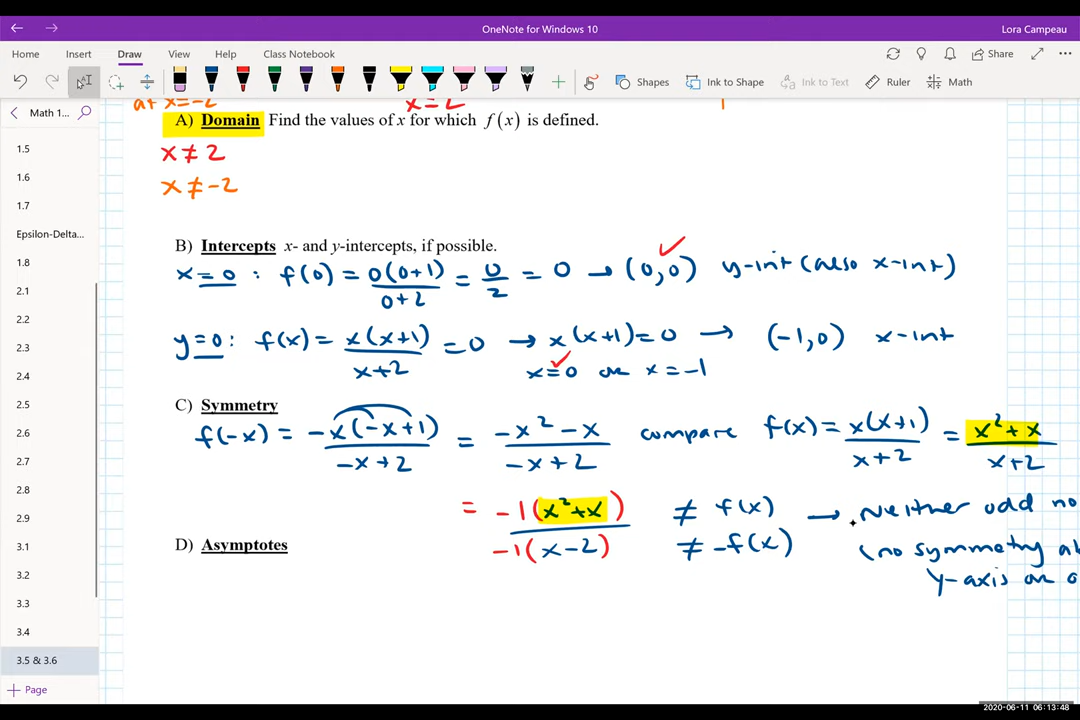 OneNote for Windows 10
Lora Campeau
Home Insert Draw View Help Class Notebook
Share
Shapes Ink to Shape Ink to Text Ruler Math
Math 1...
1.5
1.6
1.7
Epsilon-Delta...
1.8
2.1
2.2
2.3
2.4
2.5
2.6
2.7
2.8
2.9
3.1
3.2
3.3
3.4
3.5 & 3.6
+ Page
at x=-2 x=2
A) Domain Find the values of x for which f(x) is defined.
x ≠ 2
x ≠ -2
B) Intercepts x- and y-intercepts, if possible.
x=0 : f(0) = 0(0+1)/0+2 = 0/2 = 0 → (0,0) ✓ y-int (also x-int)
y=0 : f(x) = x(x+1)/x+2 = 0 → x(x+1)=0 → (-1,0) x-int
x=0 ✓ or x=-1
C) Symmetry
f(-x) = -x(-x+1)/-x+2 = -x²-x/-x+2 compare f(x) = x(x+1)/x+2 = x²+x/x+2
= -1(x²+x)/-1(x-2) ≠ f(x) → Neither odd no
≠ -f(x) (no symmetry a
y-axis or o
D) Asymptotes
2020-06-11 06:13:48